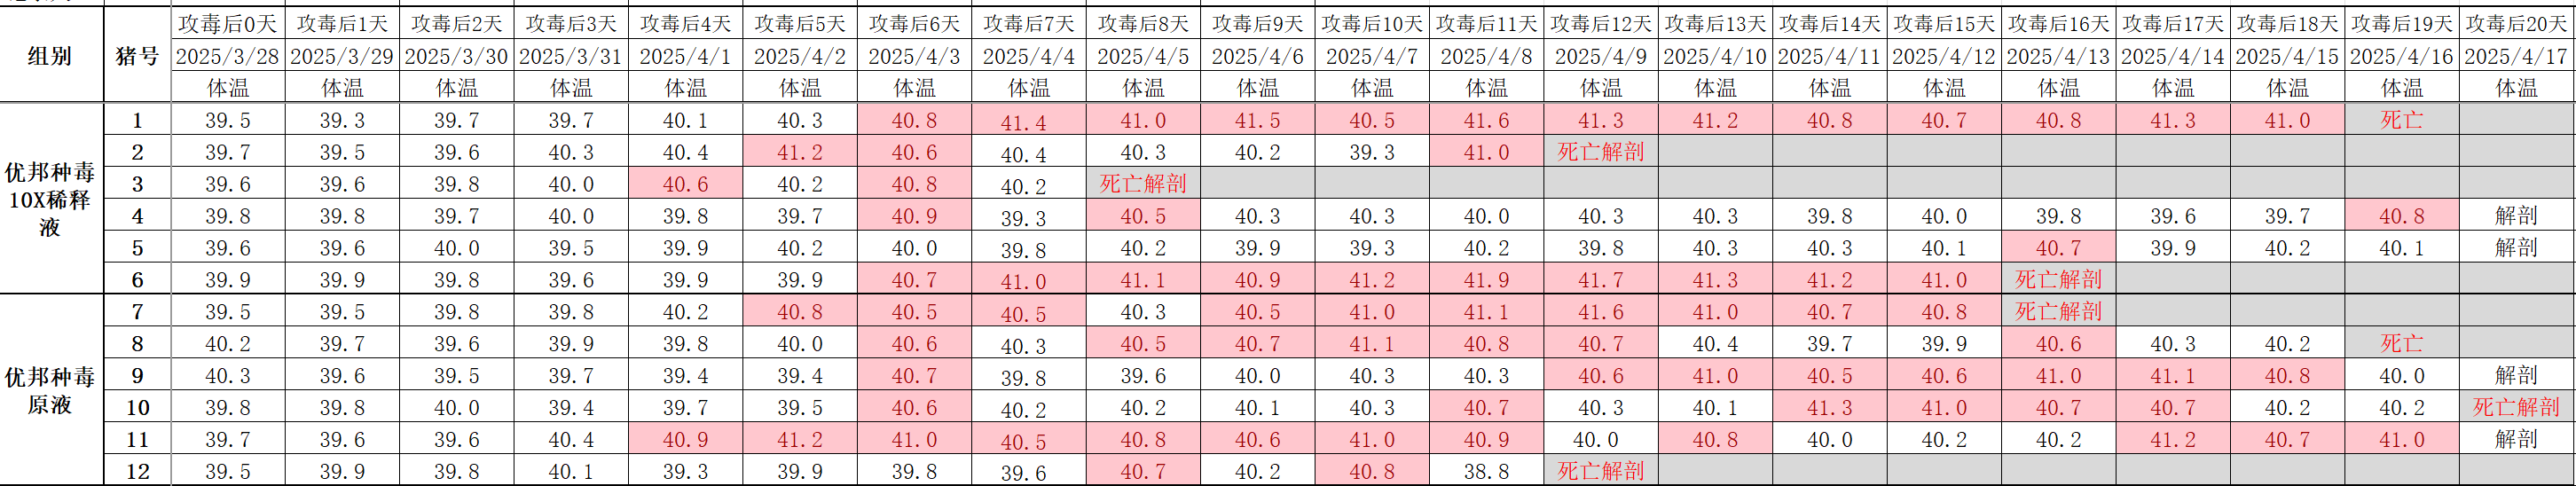 组别 猪号 攻毒后0天 攻毒后1天 攻毒后2天 攻毒后3天 攻毒后4天 攻毒后5天 攻毒后6天 攻毒后7天 攻毒后8天 攻毒后9天 攻毒后10天 攻毒后11天 攻毒后12天 攻毒后13天 攻毒后14天 攻毒后15天 攻毒后16天 攻毒后17天 攻毒后18天 攻毒后19天 攻毒后20天
2025/3/28 2025/3/29 2025/3/30 2025/3/31 2025/4/1 2025/4/2 2025/4/3 2025/4/4 2025/4/5 2025/4/6 2025/4/7 2025/4/8 2025/4/9 2025/4/10 2025/4/11 2025/4/12 2025/4/13 2025/4/14 2025/4/15 2025/4/16 2025/4/17
体温 体温 体温 体温 体温 体温 体温 体温 体温 体温 体温 体温 体温 体温 体温 体温 体温 体温 体温 体温 体温
优邦种毒
10X稀释
液
1 39.5 39.3 39.7 39.7 40.1 40.3 40.8 41.4 41.0 41.5 40.5 41.6 41.3 41.2 40.8 40.7 40.8 41.3 41.0 死亡
2 39.7 39.5 39.6 40.3 40.4 41.2 40.6 40.4 40.3 40.2 39.3 41.0 死亡解剖
3 39.6 39.6 39.8 40.0 40.6 40.2 40.8 40.2 死亡解剖
4 39.8 39.8 39.7 40.0 39.8 39.7 40.9 39.3 40.5 40.3 40.3 40.0 40.3 40.3 39.8 40.0 39.8 39.6 39.7 40.8 解剖
5 39.6 39.6 40.0 39.5 39.9 40.2 40.0 39.8 40.2 39.9 39.3 40.2 39.8 40.3 40.3 40.1 40.7 39.9 40.2 40.1 解剖
6 39.9 39.9 39.8 39.6 39.9 39.9 40.7 41.0 41.1 40.9 41.2 41.9 41.7 41.3 41.2 41.0 死亡解剖
优邦种毒
原液
7 39.5 39.5 39.8 39.8 40.2 40.8 40.5 40.5 40.3 40.5 41.0 41.1 41.6 41.0 40.7 40.8 死亡解剖
8 40.2 39.7 39.6 39.9 39.8 40.0 40.6 40.3 40.5 40.7 41.1 40.8 40.7 40.4 39.7 39.9 40.6 40.3 40.2 死亡
9 40.3 39.6 39.5 39.7 39.4 39.4 40.7 39.8 39.6 40.0 40.3 40.3 40.6 41.0 40.5 40.6 41.0 41.1 40.8 40.0 解剖
10 39.8 39.8 40.0 39.4 39.7 39.5 40.6 40.2 40.2 40.1 40.3 40.7 40.3 40.1 41.3 41.0 40.7 40.7 40.2 40.2 死亡解剖
11 39.7 39.6 39.6 40.4 40.9 41.2 41.0 40.5 40.8 40.6 41.0 40.9 40.0 40.8 40.0 40.2 40.2 41.2 40.7 41.0 解剖
12 39.5 39.9 39.8 40.1 39.3 39.9 39.8 39.6 40.7 40.2 40.8 38.8 死亡解剖